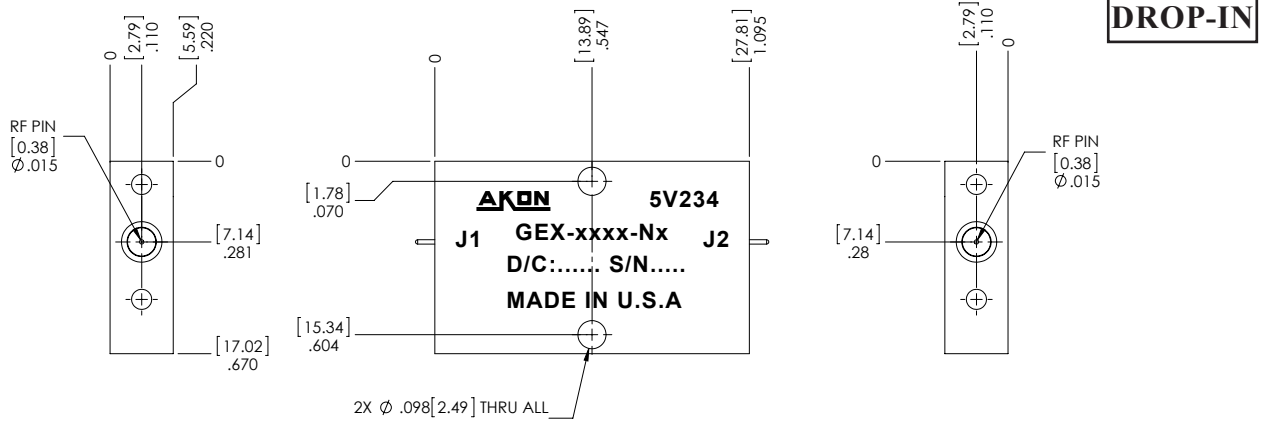 DROP-IN
0
[2.79]
.110
[5.59]
.220
RF PIN
[0.38]
Ø.015
0
[7.14]
.281
[17.02]
.670
0
[13.89]
.547
[27.81]
1.095
0
[1.78]
.070
[15.34]
.604
AKON 5V234
J1 GEX-xxxx-Nx J2
D/C:...... S/N.....
MADE IN U.S.A
2X Ø .098[2.49] THRU ALL
[2.79]
.110
0
0
[7.14]
.28
RF PIN
[0.38]
Ø.015